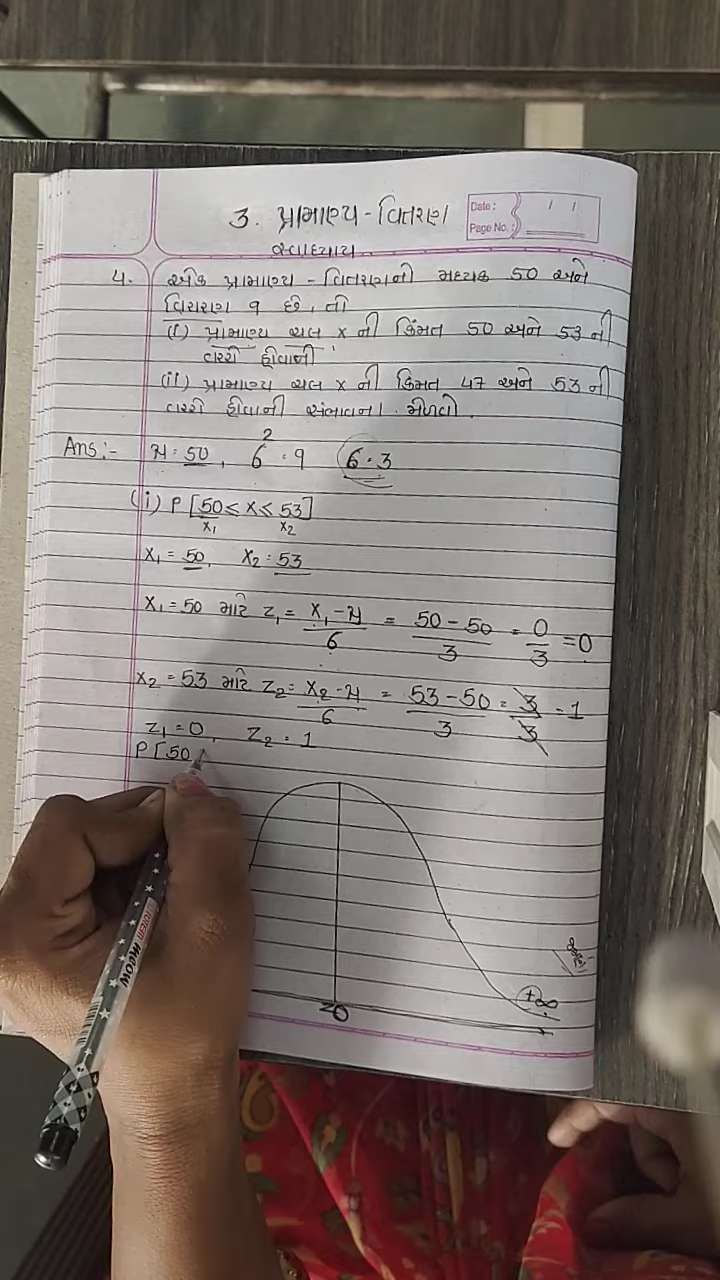 3. પ્રામાણ્ય - વિતરણ
Date: / /
Page No.:
સ્વાધ્યાય
4. એક પ્રામાણ્ય - વિતરણની મધ્યક 50 અને
વિચરણ 9 છે, તો
(i) પ્રામાણ્ય ચલ x ની કિંમત 50 અને 53 ની
વચ્ચે હોવાની
(ii) પ્રામાણ્ય ચલ x ની કિંમત 47 અને 53 ની
વચ્ચે હોવાની સંભાવના મેળવો.
Ans:- μ = 50, σ² = 9 σ = 3
(i) P [50 ≤ x ≤ 53]
x₁ x₂
x₁ = 50, x₂ = 53
x₁ = 50 માટે z₁ = x₁ - μ / σ = 50 - 50 / 3 = 0 / 3 = 0
x₂ = 53 માટે z₂ = x₂ - μ / σ = 53 - 50 / 3 = 3 / 3 = 1
z₁ = 0, z₂ = 1
P [50
+∞
z0
TOTEM MOOW